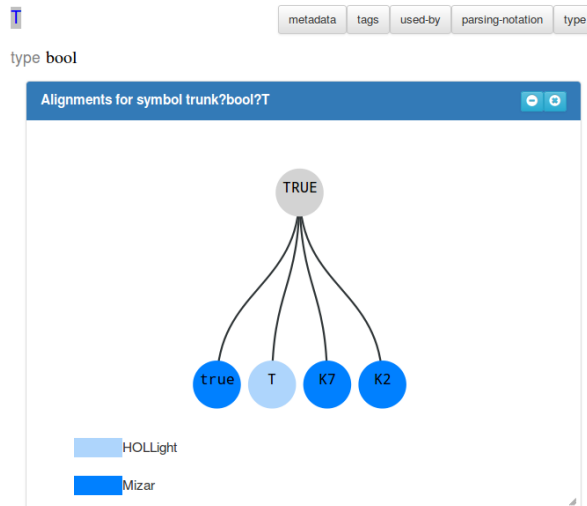 T
metadata tags used-by parsing-notation type
type bool
Alignments for symbol trunk?bool?T
TRUE
true T K7 K2
HOLLight
Mizar